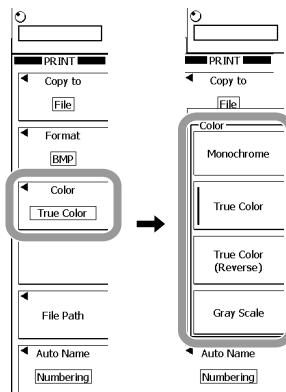 PRINT
Copy to
File
Format
BMP
Color
True Color
File Path
Auto Name
Numbering
PRINT
Copy to
File
Color
Monochrome
True Color
True Color
(Reverse)
Gray Scale
Auto Name
Numbering